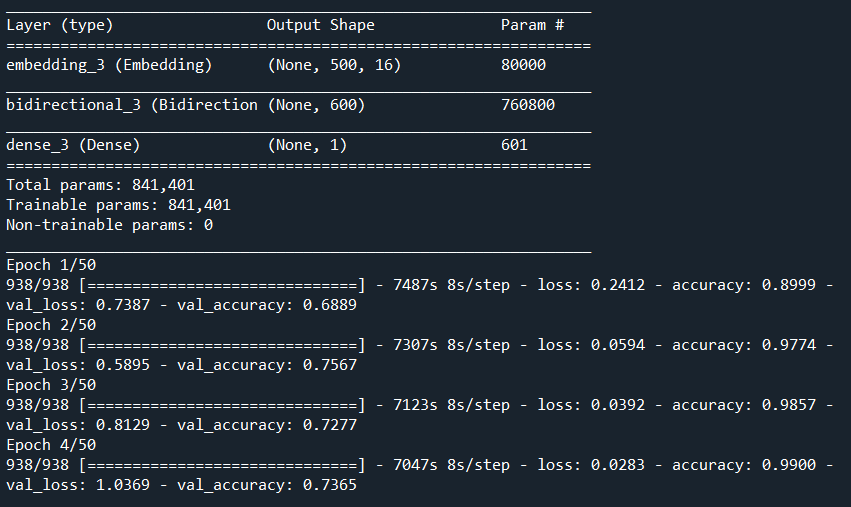 Layer (type)                 Output Shape              Param #
=================================================================
embedding_3 (Embedding)      (None, 500, 16)           80000
_________________________________________________________________
bidirectional_3 (Bidirection (None, 600)               760800
_________________________________________________________________
dense_3 (Dense)              (None, 1)                 601
=================================================================
Total params: 841,401
Trainable params: 841,401
Non-trainable params: 0
_________________________________________________________________
Epoch 1/50
938/938 [==============================] - 7487s 8s/step - loss: 0.2412 - accuracy: 0.8999 -
val_loss: 0.7387 - val_accuracy: 0.6889
Epoch 2/50
938/938 [==============================] - 7307s 8s/step - loss: 0.0594 - accuracy: 0.9774 -
val_loss: 0.5895 - val_accuracy: 0.7567
Epoch 3/50
938/938 [==============================] - 7123s 8s/step - loss: 0.0392 - accuracy: 0.9857 -
val_loss: 0.8129 - val_accuracy: 0.7277
Epoch 4/50
938/938 [==============================] - 7047s 8s/step - loss: 0.0283 - accuracy: 0.9900 -
val_loss: 1.0369 - val_accuracy: 0.7365